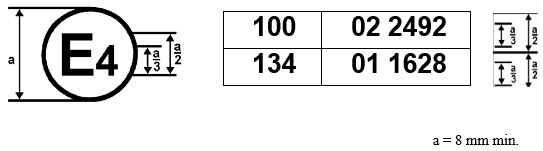 a
E4
a/3
a/2
100 02 2492
134 01 1628
a/3
a/2
a/3
a/2
a = 8 mm min.